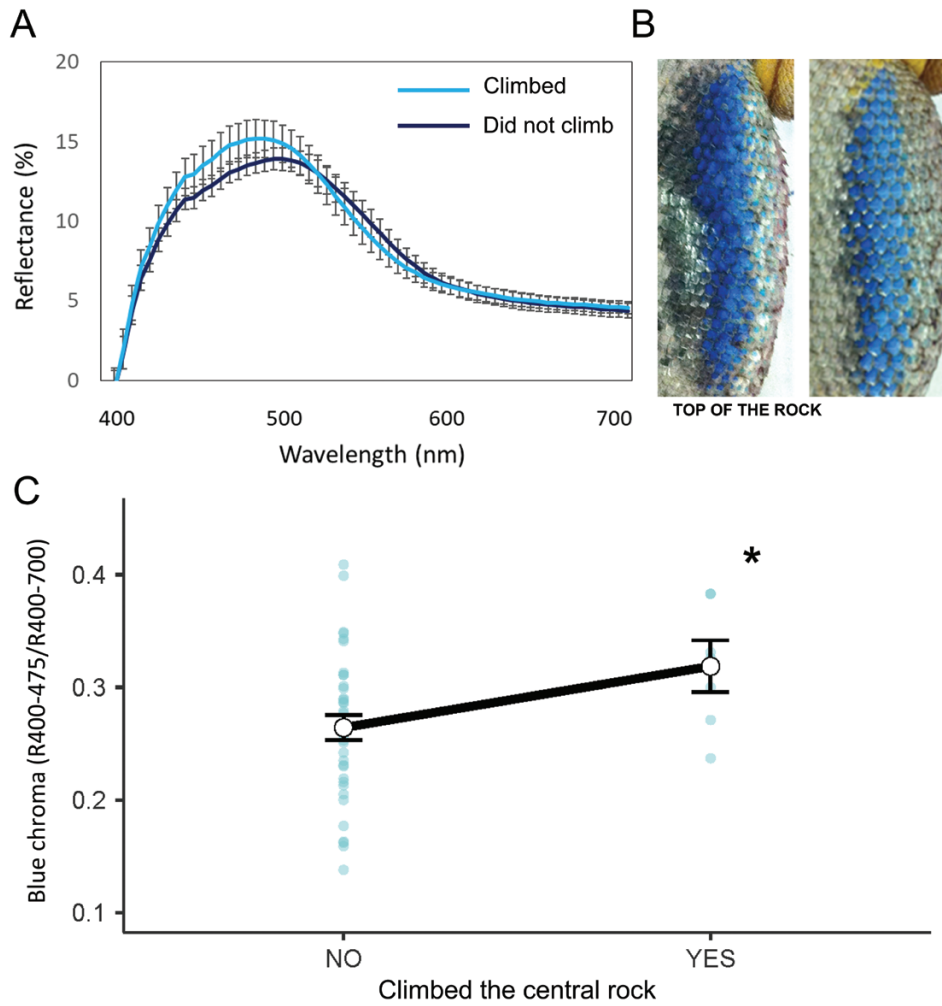 A
B
20
15
10
5
0
Reflectance (%)
Climbed
Did not climb
400 500 600 700
Wavelength (nm)
TOP OF THE ROCK
C
0.4
0.3
0.2
0.1
Blue chroma (R400-475/R400-700)
*
NO YES
Climbed the central rock